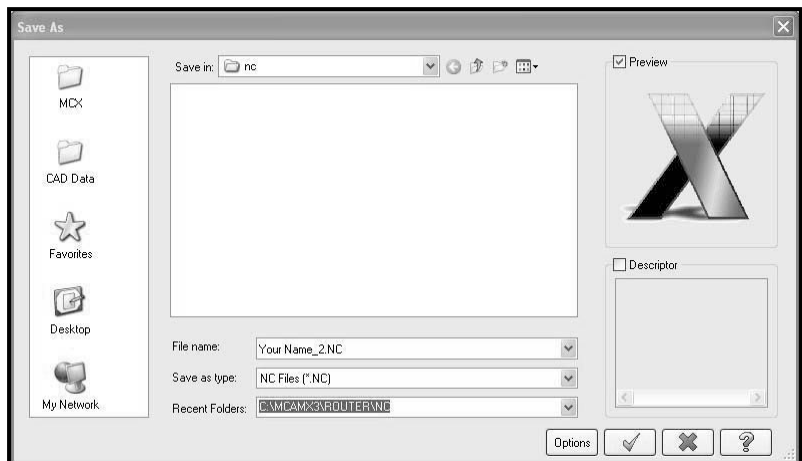 Save As
Save in: nc
Preview
MCX
CAD Data
Favorites
Descriptor
Desktop
File name: Your Name_2.NC
Save as type: NC Files (*.NC)
My Network
Recent Folders: C:\MCAMX3\ROUTER\NC
Options